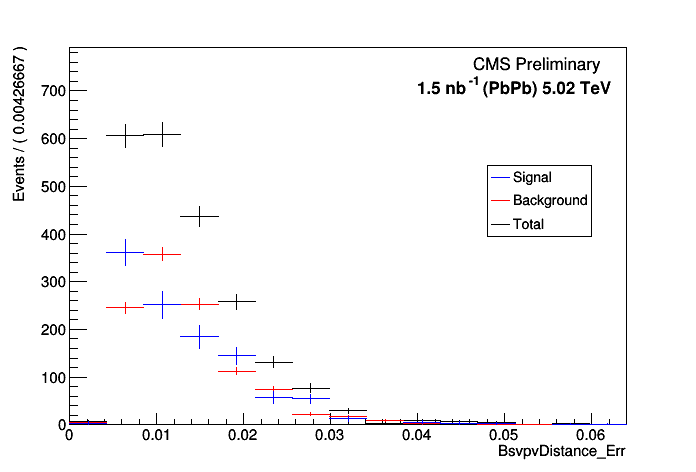 CMS Preliminary
1.5 nb⁻¹ (PbPb) 5.02 TeV
Events / ( 0.00426667 )
700
600
500
400
300
200
100
0
Signal
Background
Total
0 0.01 0.02 0.03 0.04 0.05 0.06
BsvpvDistance_Err